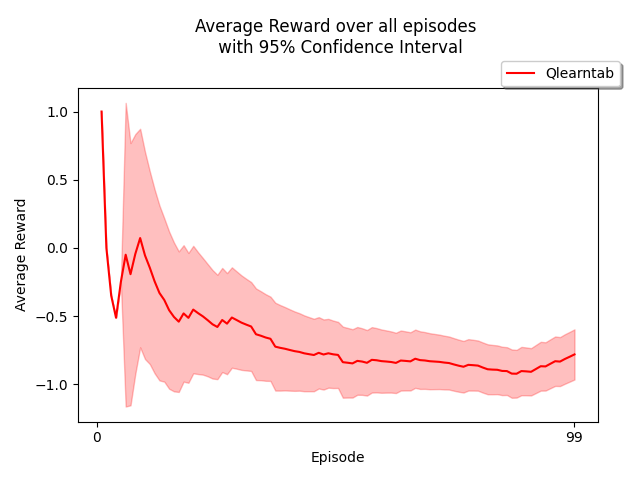 Average Reward over all episodes
with 95% Confidence Interval
Qlearntab
1.0
0.5
0.0
−0.5
−1.0
Average Reward
0
99
Episode